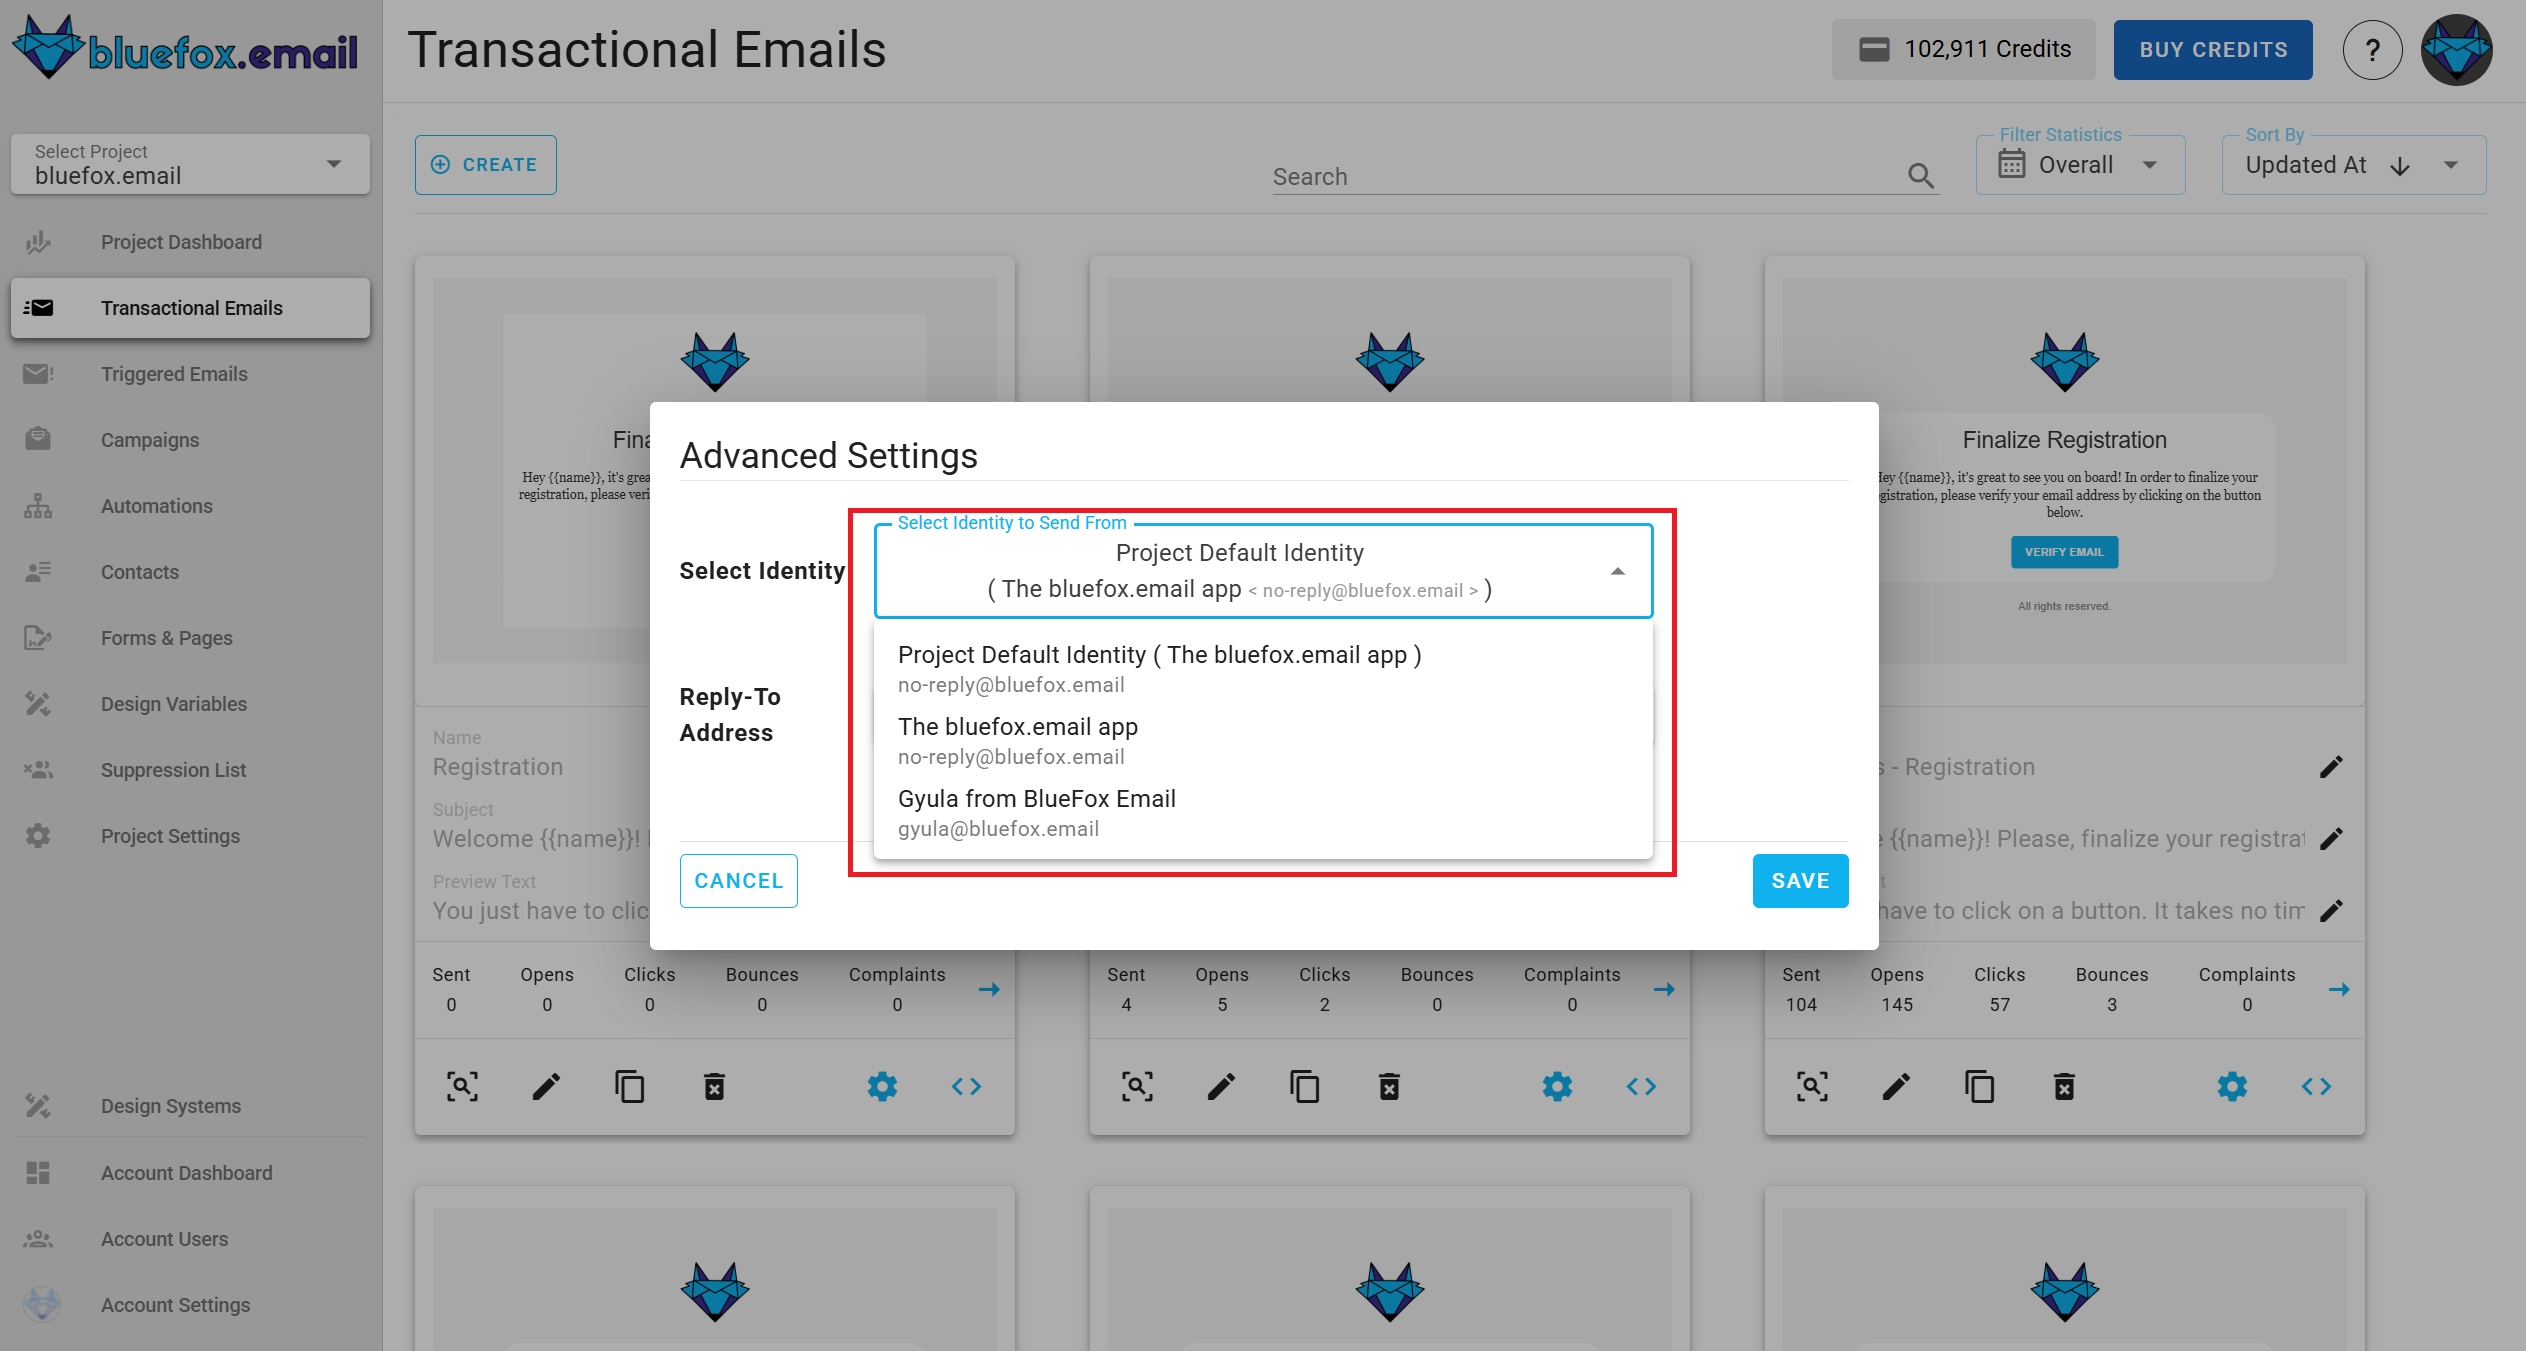 bluefox.email
Transactional Emails
102,911 Credits
BUY CREDITS
?
Select Project
bluefox.email
Project Dashboard
Transactional Emails
Triggered Emails
Campaigns
Automations
Contacts
Forms & Pages
Design Variables
Suppression List
Project Settings
Design Systems
Account Dashboard
Account Users
Account Settings
CREATE
Search
Filter Statistics
Overall
Sort By
Updated At
Hey {{name}}, it's
registration, please
Name
Registration
Subject
Welcome {{name}}!
Preview Text
You just have to
Sent
Opens
Clicks
Bounces
Complaints
0
0
0
0
0
Sent
Opens
Clicks
Bounces
Complaints
4
5
2
0
0
Finalize Registration
Hey {{name}}, it's great to see you on board! In order to finalize your
registration, please verify your email address by clicking on the button
below.
VERIFY EMAIL
All rights reserved.
- Registration
{{name}}! Please, finalize your
have to click on a button. It takes no
Sent
Opens
Clicks
Bounces
Complaints
104
145
57
3
0
Advanced Settings
Select Identity
Select Identity to Send From
Project Default Identity
( The bluefox.email app < no-reply@bluefox.email > )
Project Default Identity ( The bluefox.email app )
no-reply@bluefox.email
The bluefox.email app
no-reply@bluefox.email
Gyula from BlueFox Email
gyula@bluefox.email
Reply-To
Address
CANCEL
SAVE